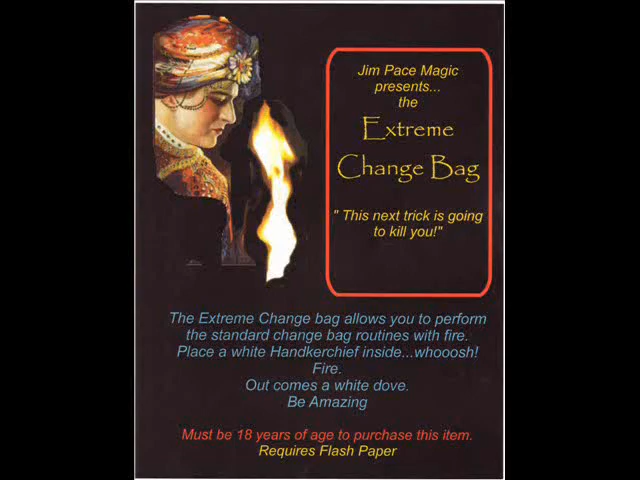 Jim Pace Magic
presents...
the
Extreme
Change Bag
" This next trick is going
to kill you!"
The Extreme Change bag allows you to perform
the standard change bag routines with fire.
Place a white Handkerchief inside...whooosh!
Fire.
Out comes a white dove.
Be Amazing
Must be 18 years of age to purchase this item.
Requires Flash Paper